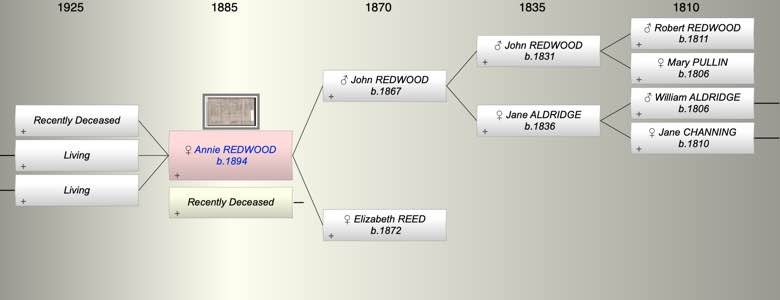 1925
1885
1870
1835
1810
Recently Deceased
+
Living
+
Living
+
♀ Annie REDWOOD
b.1894
+
Recently Deceased
+
♂ John REDWOOD
b.1867
+
♀ Elizabeth REED
b.1872
+
♂ John REDWOOD
b.1831
+
♀ Jane ALDRIDGE
b.1836
+
♂ Robert REDWOOD
b.1811
+
♀ Mary PULLIN
b.1806
+
♂ William ALDRIDGE
b.1806
+
♀ Jane CHANNING
b.1810
+